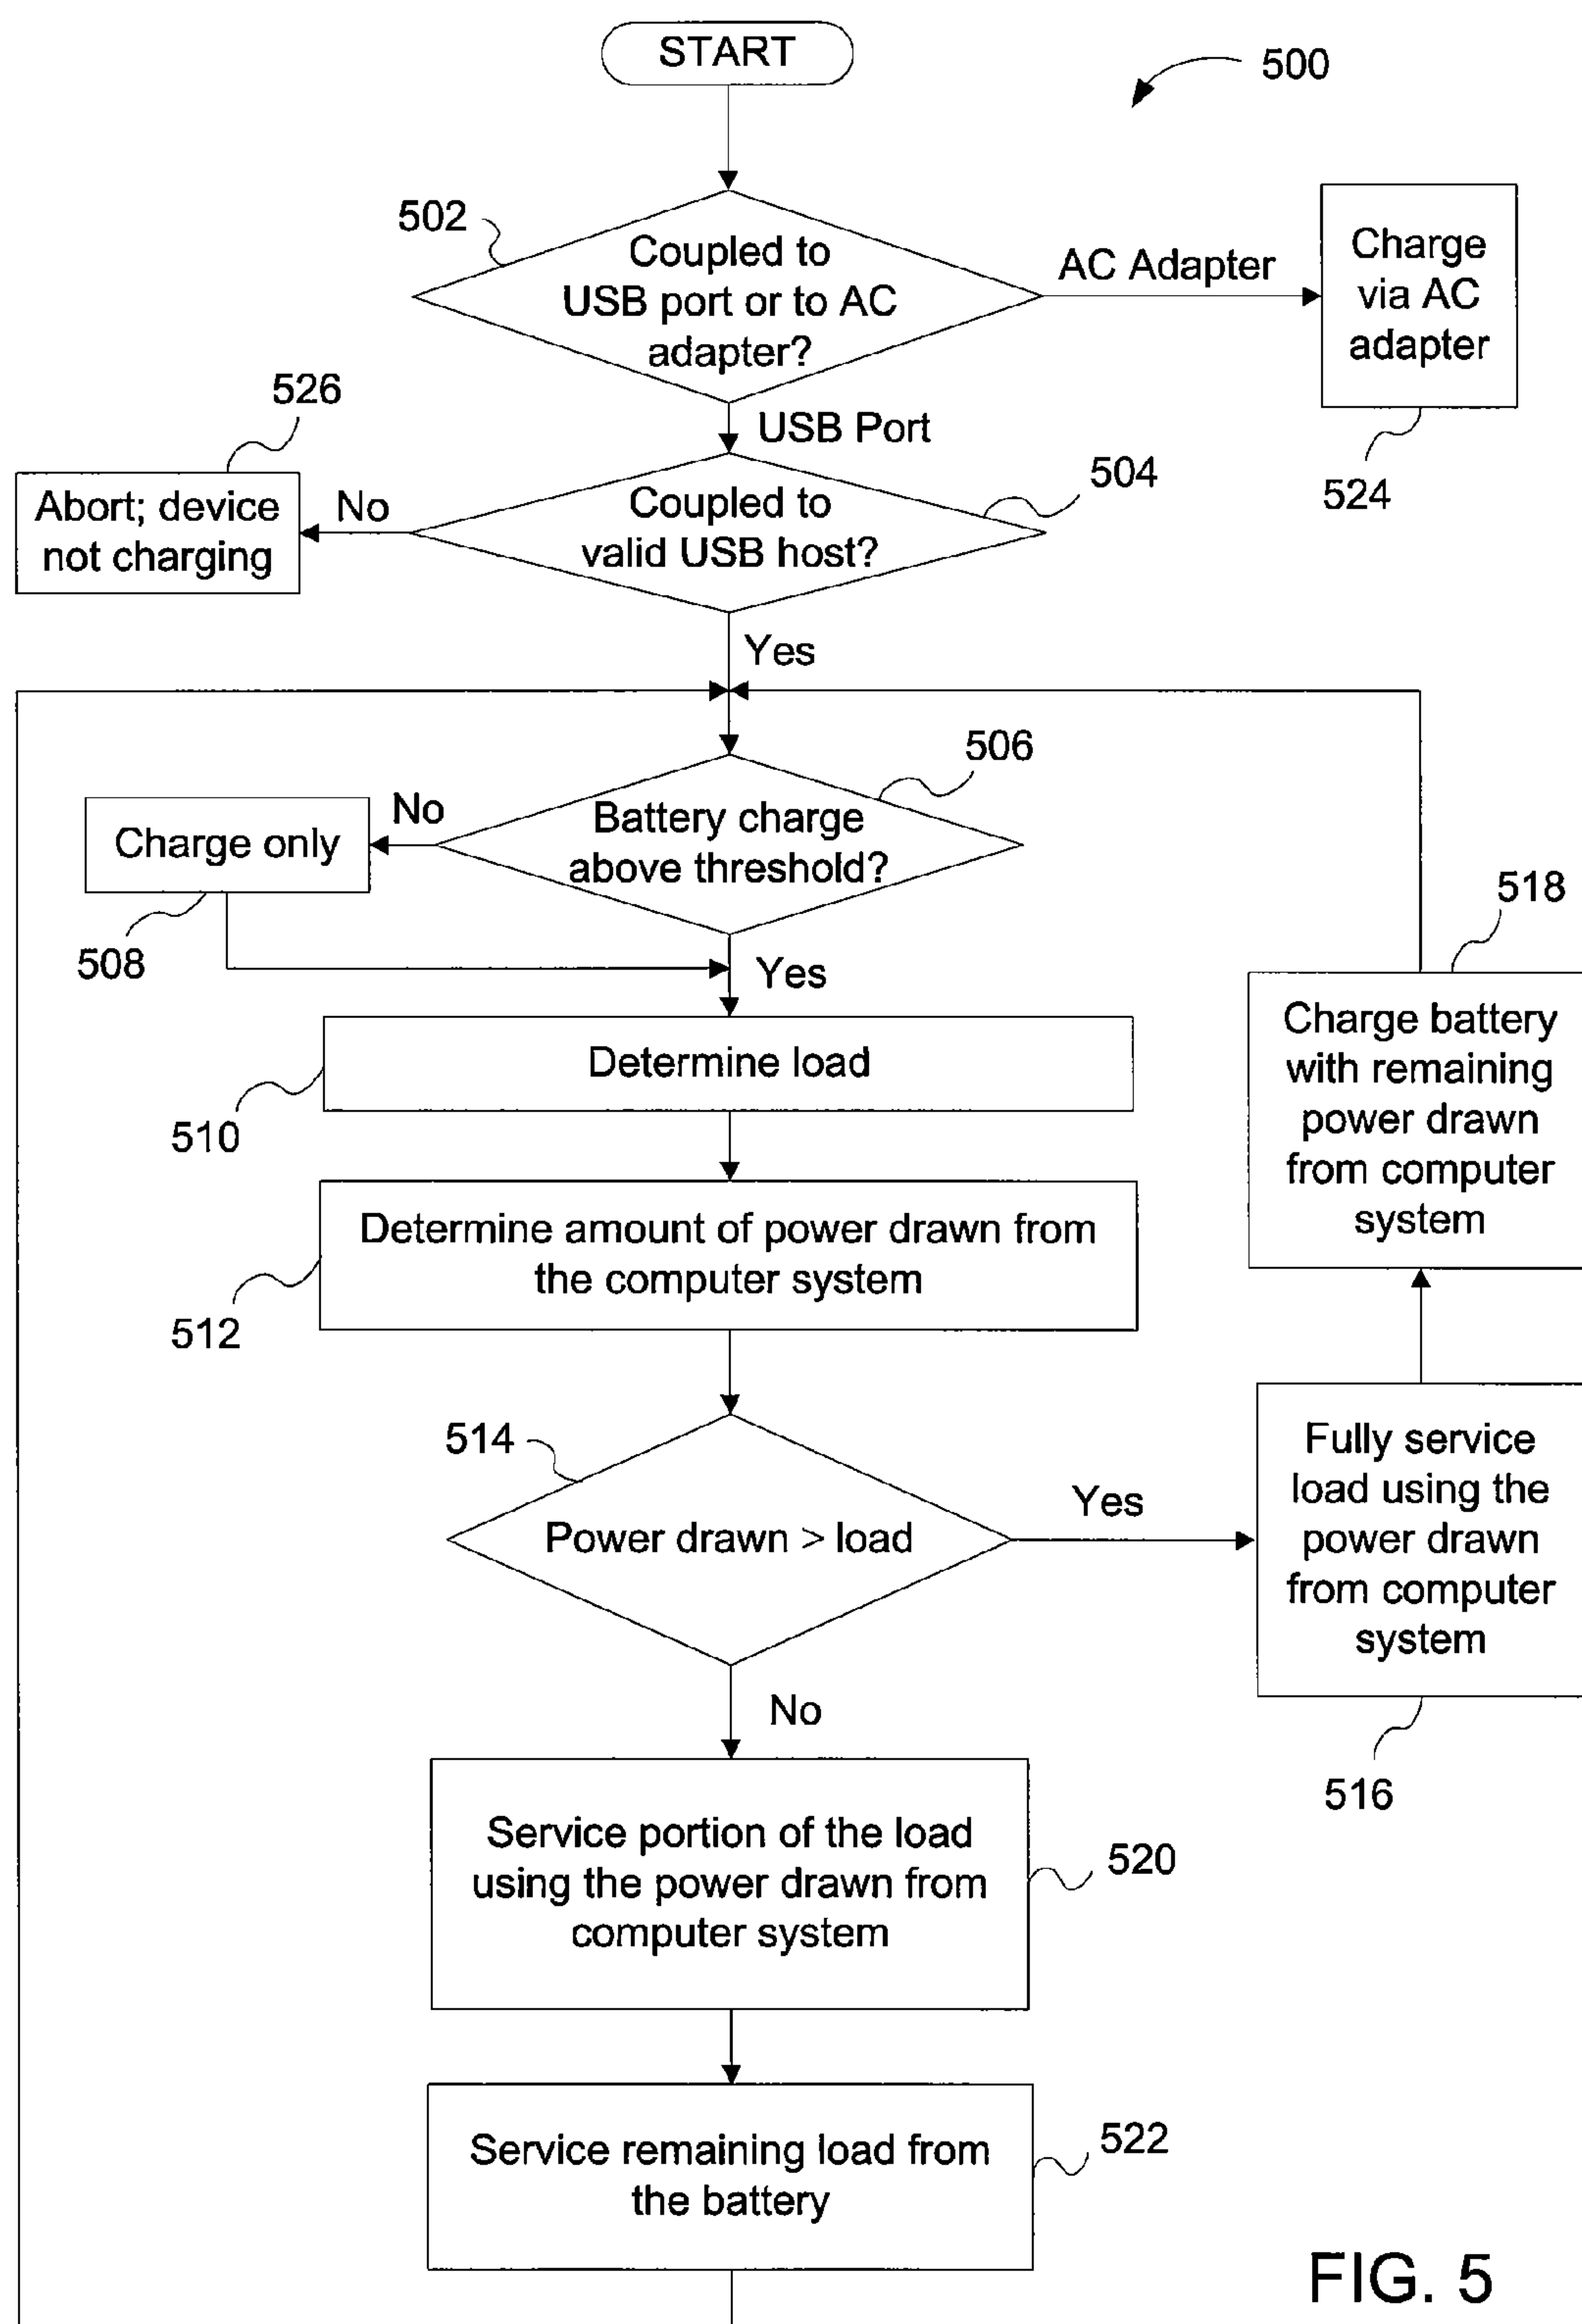 START
500
502
Coupled to
USB port or to AC
adapter?
AC Adapter
Charge
via AC
adapter
524
USB Port
526
Abort; device
not charging
No
Coupled to
valid USB host?
504
Yes
506
Battery charge
above threshold?
No
Charge only
508
Yes
Determine load
510
Determine amount of power drawn from
the computer system
512
514
Power drawn > load
Yes
Fully service
load using the
power drawn
from computer
system
516
518
Charge battery
with remaining
power drawn
from computer
system
No
Service portion of the load
using the power drawn from
computer system
520
Service remaining load from
the battery
522
FIG. 5